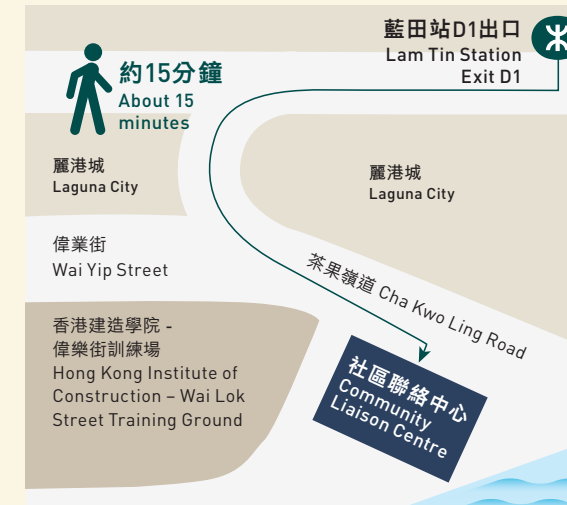 藍田站D1出口
Lam Tin Station
Exit D1
約15分鐘
About 15
minutes
麗港城
Laguna City
麗港城
Laguna City
偉業街
Wai Yip Street
茶果嶺道 Cha Kwo Ling Road
香港建造學院 -
偉樂街訓練場
Hong Kong Institute of
Construction – Wai Lok
Street Training Ground
社區聯絡中心
Community
Liaison Centre